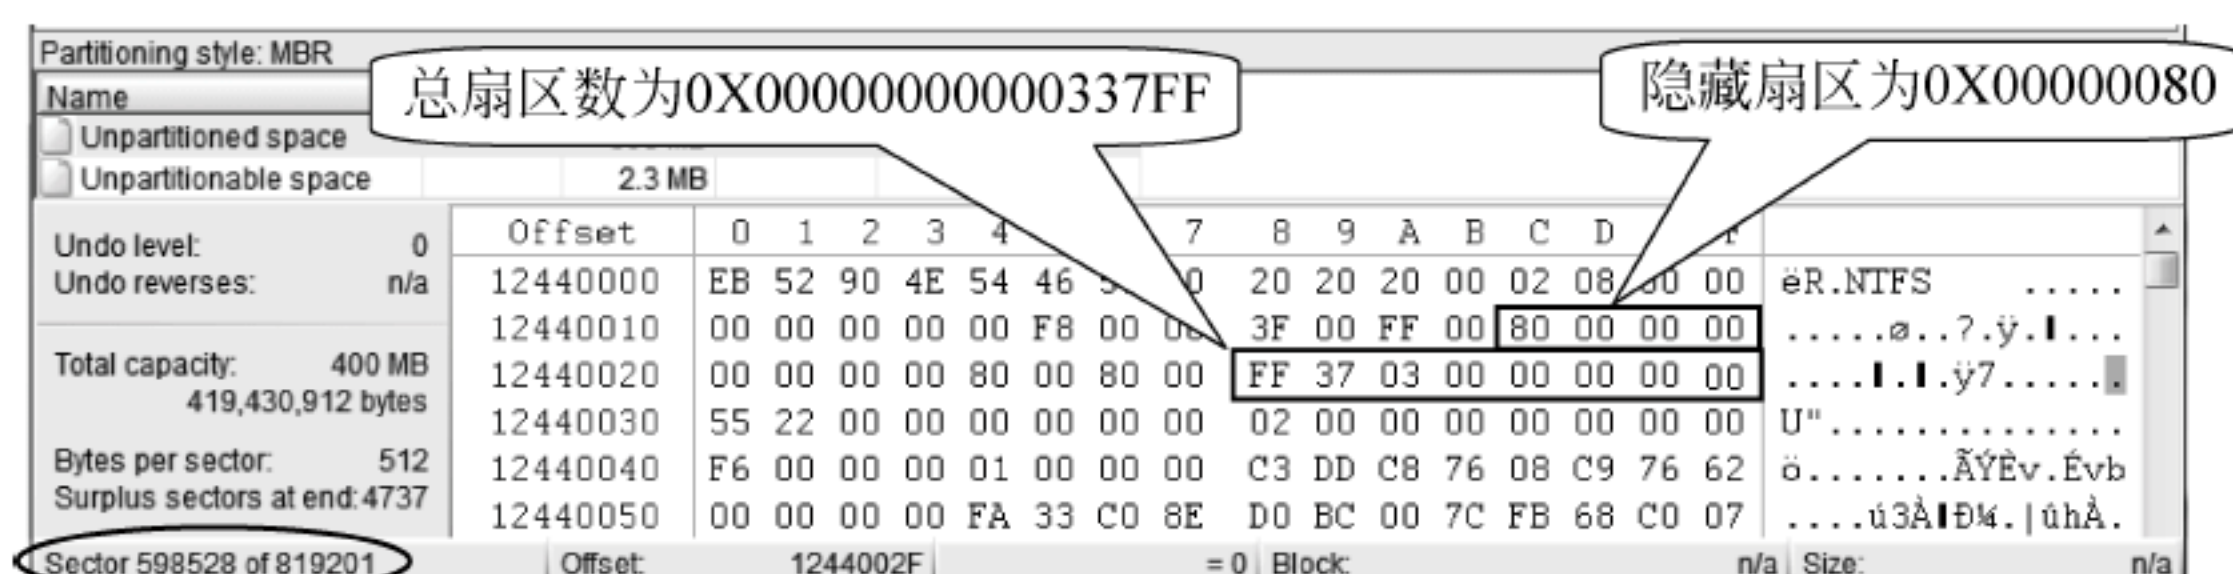 Partitioning style: MBR
总扇区数为0X00000000000337FF
隐藏扇区为0X00000080
Name
Unpartitioned space
Unpartitionable space 2.3 MB
Undo level: 0
Undo reverses: n/a
Total capacity: 400 MB
419,430,912 bytes
Bytes per sector: 512
Surplus sectors at end: 4737
Offset 0 1 2 3 4 7 8 9 A B C D F
12440000 EB 52 90 4E 54 46 20 20 20 00 02 08 00 00 ëR.NTFS .....
12440010 00 00 00 00 00 F8 00 00 3F 00 FF 00 80 00 00 00 .....ø..?.ÿ.▌...
12440020 00 00 00 00 80 00 80 00 FF 37 03 00 00 00 00 00 ....▌.▌.ÿ7......
12440030 55 22 00 00 00 00 00 00 02 00 00 00 00 00 00 00 U"..............
12440040 F6 00 00 00 01 00 00 00 C3 DD C8 76 08 C9 76 62 ö.......ÃÝÈv.Évb
12440050 00 00 00 00 FA 33 C0 8E D0 BC 00 7C FB 68 C0 07 ....ú3À▌Ð¼.|ûhÀ.
Sector 598528 of 819201 Offset: 1244002F = 0 Block: n/a Size: n/a